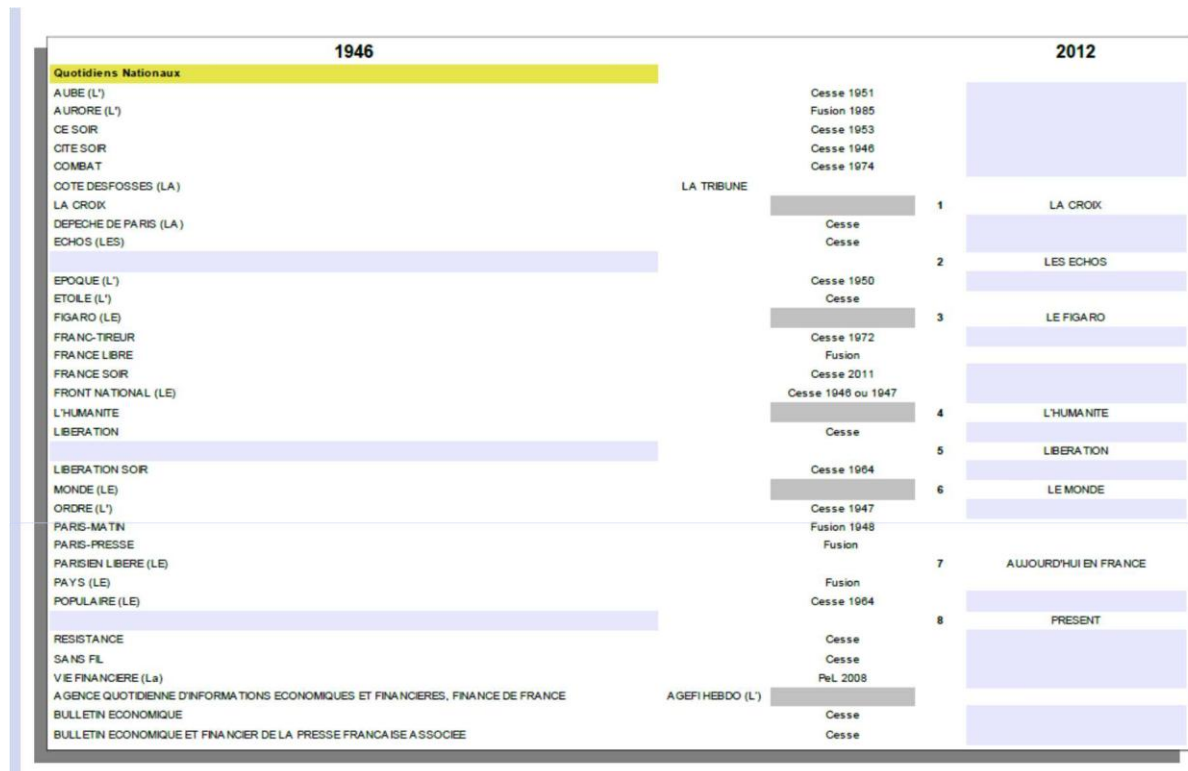 1946 2012
Quotidiens Nationaux
AUBE (L') Cesse 1951
AURORE (L') Fusion 1985
CE SOIR Cesse 1953
CITE SOIR Cesse 1946
COMBAT Cesse 1974
COTE DESFOSSES (LA) LA TRIBUNE
LA CROIX 1 LA CROIX
DEPECHE DE PARIS (LA) Cesse
ECHOS (LES) Cesse
2 LES ECHOS
EPOQUE (L') Cesse 1950
ETOILE (L') Cesse
FIGARO (LE) 3 LE FIGARO
FRANC-TIREUR Cesse 1972
FRANCE LIBRE Fusion
FRANCE SOIR Cesse 2011
FRONT NATIONAL (LE) Cesse 1946 ou 1947
L'HUMANITE 4 L'HUMANITE
LIBERATION Cesse
5 LIBERATION
LIBERATION SOIR Cesse 1964
MONDE (LE) 6 LE MONDE
ORDRE (L') Cesse 1947
PARIS-MATIN Fusion 1948
PARIS-PRESSE Fusion
PARISIEN LIBERE (LE) 7 AUJOURD'HUI EN FRANCE
PAYS (LE) Fusion
POPULAIRE (LE) Cesse 1964
8 PRESENT
RESISTANCE Cesse
SANS FIL Cesse
VIE FINANCIERE (La) PeL 2008
AGENCE QUOTIDIENNE D'INFORMATIONS ECONOMIQUES ET FINANCIERES, FINANCE DE FRANCE AGEFI HEBDO (L')
BULLETIN ECONOMIQUE Cesse
BULLETIN ECONOMIQUE ET FINANCIER DE LA PRESSE FRANCAISE ASSOCIEE Cesse